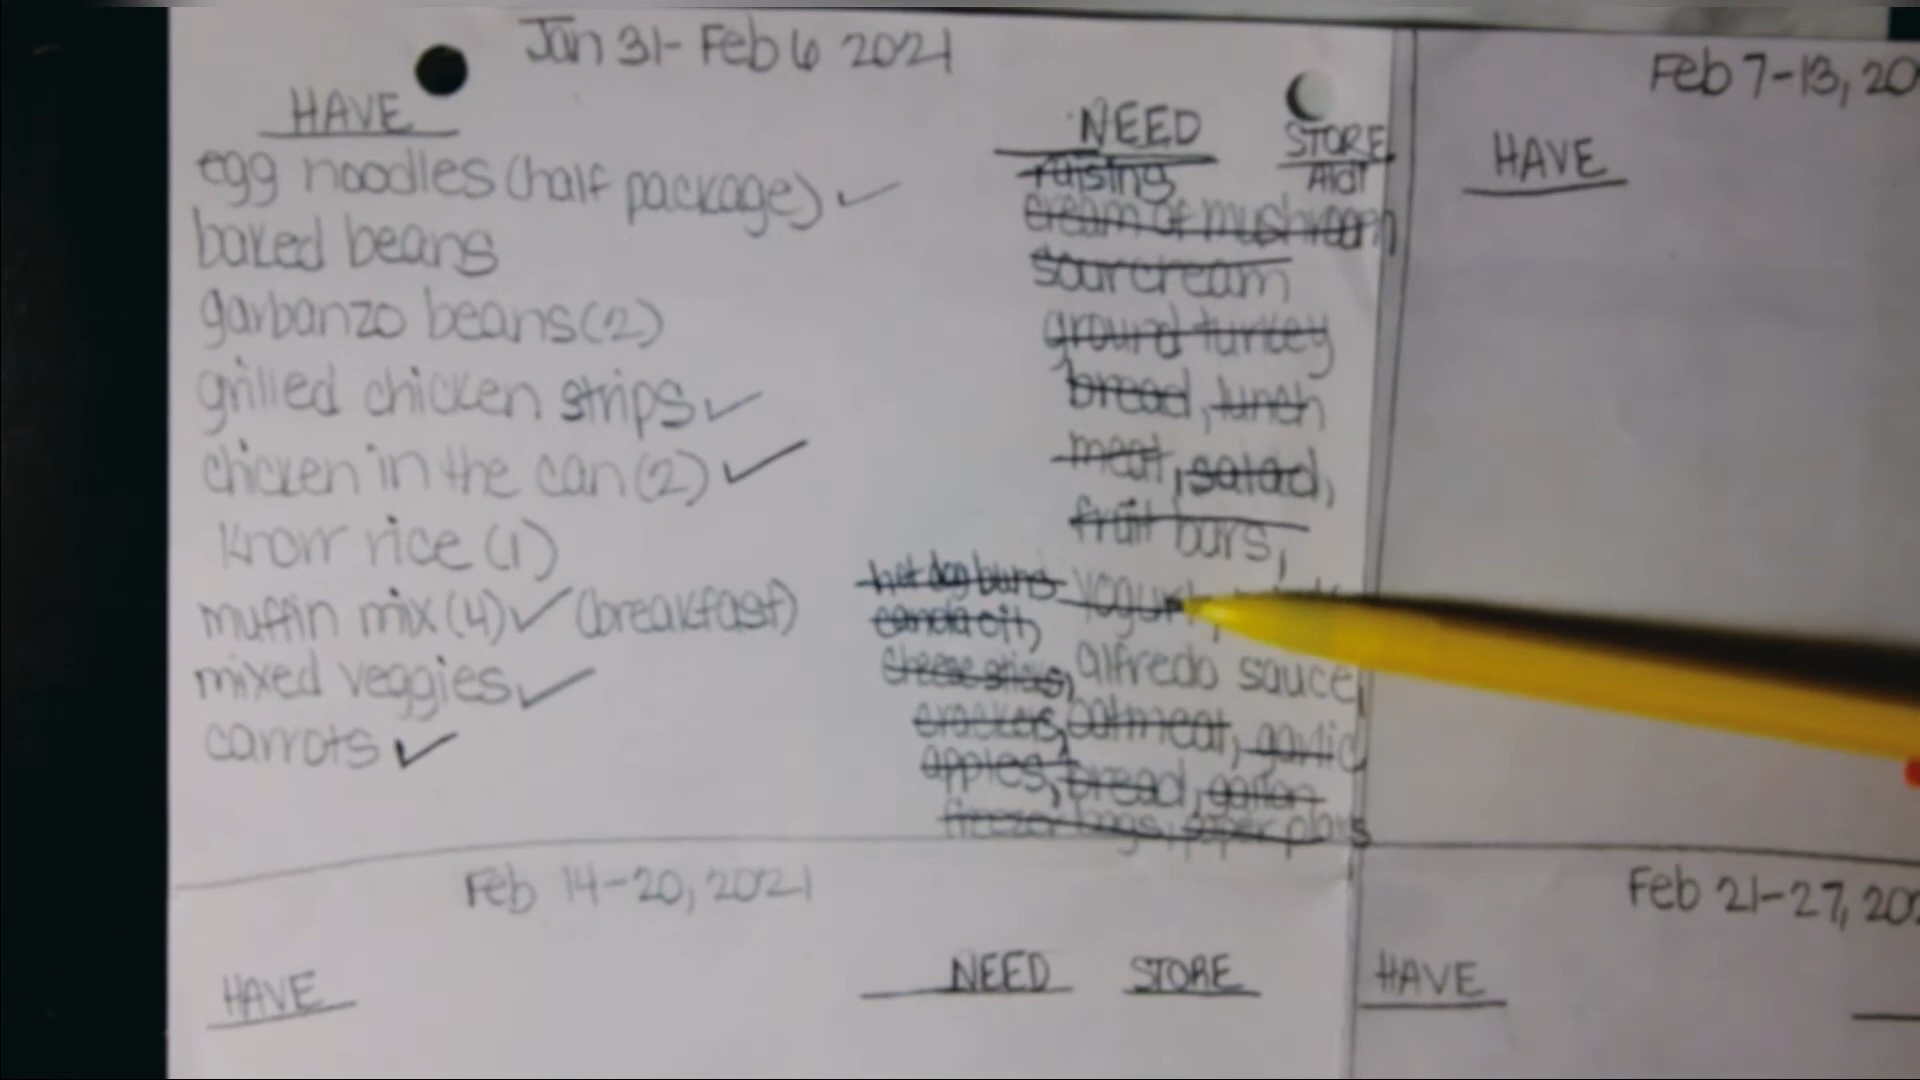 Jan 31- Feb 6 2021
HAVE
egg noodles (half package) ✓
baked beans
garbanzo beans (2)
grilled chicken strips ✓
chicken in the can (2) ✓
Knorr rice (1)
muffin mix (4) ✓ (breakfast)
mixed veggies ✓
carrots ✓
NEED STORE
raising Aldi
cream of mushroom
sour cream
ground turkey
bread, lunch
meat, salad,
fruit bars,
hot dog buns yogurt,
canola oil,
cheese sticks, alfredo sauce,
crackers, oatmeat, garlic
apples, bread, gallon
freezer bags, paper plats
Feb 7-13, 20
HAVE
Feb 14-20, 2021
HAVE NEED STORE
Feb 21-27, 202
HAVE